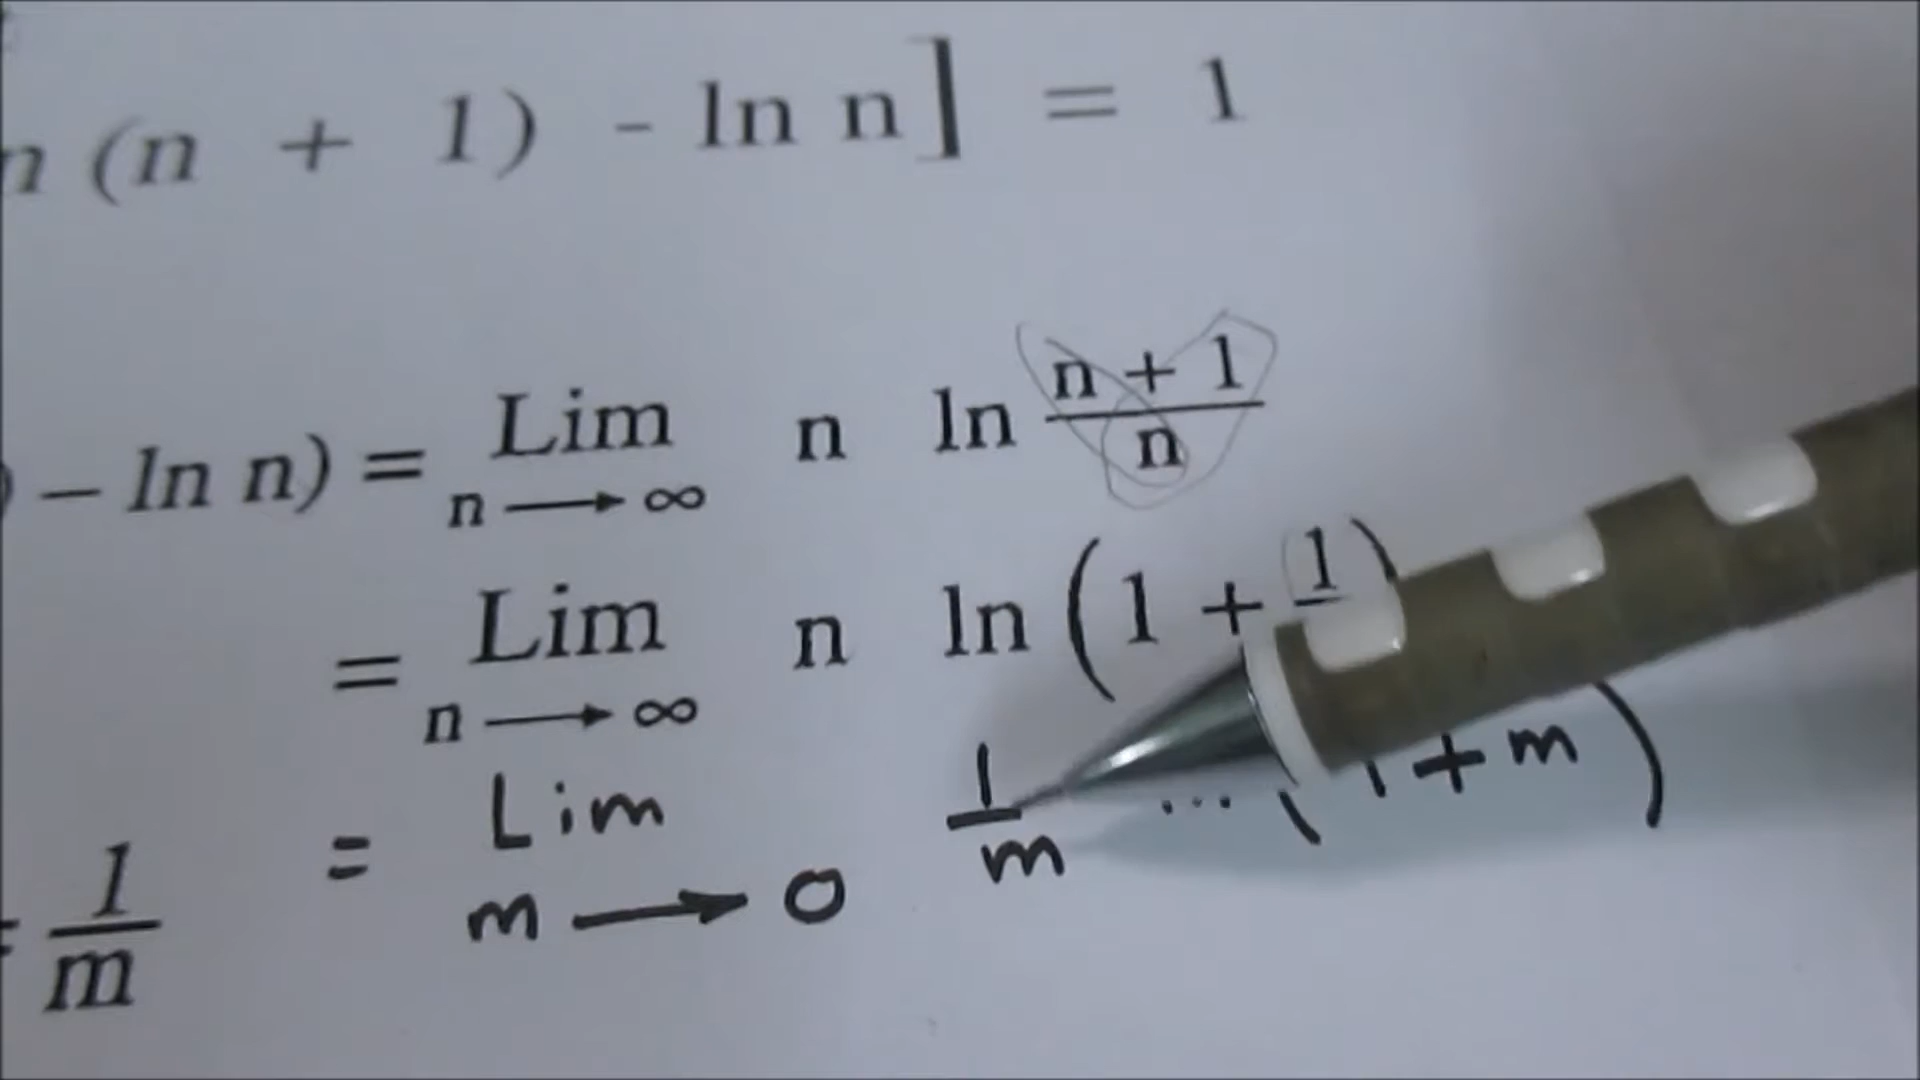 n (n + 1) - ln n] = 1
) – ln n) = Lim n ln n + 1 / n
n ⟶ ∞
= Lim n ln (1 + 1 )
n ⟶ ∞
= Lim 1/m ... (1 + m)
m ⟶ 0
= 1/m